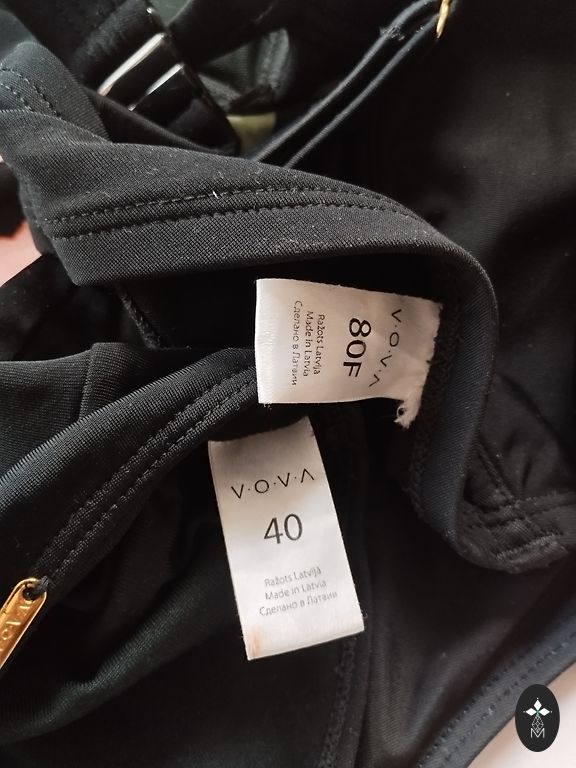 V·O·V·Λ
80F
Ražots Latvijā
Made in Latvia
Сделано в Латвии
V·O·V·Λ
40
Ražots Latvijā
Made in Latvia
Сделано в Латвии
M